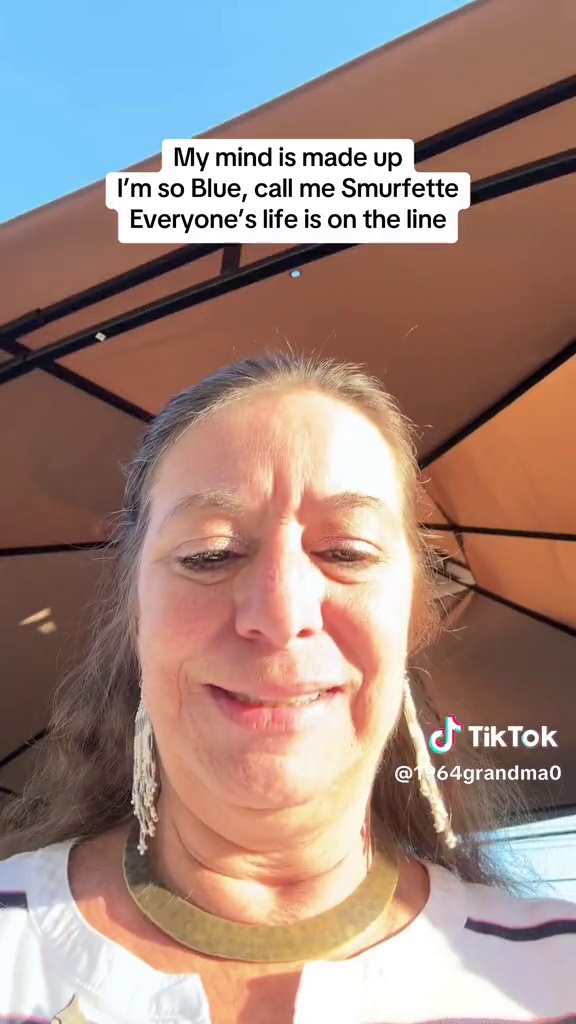 My mind is made up
I'm so Blue, call me Smurfette
Everyone's life is on the line
TikTok
@1964grandma0